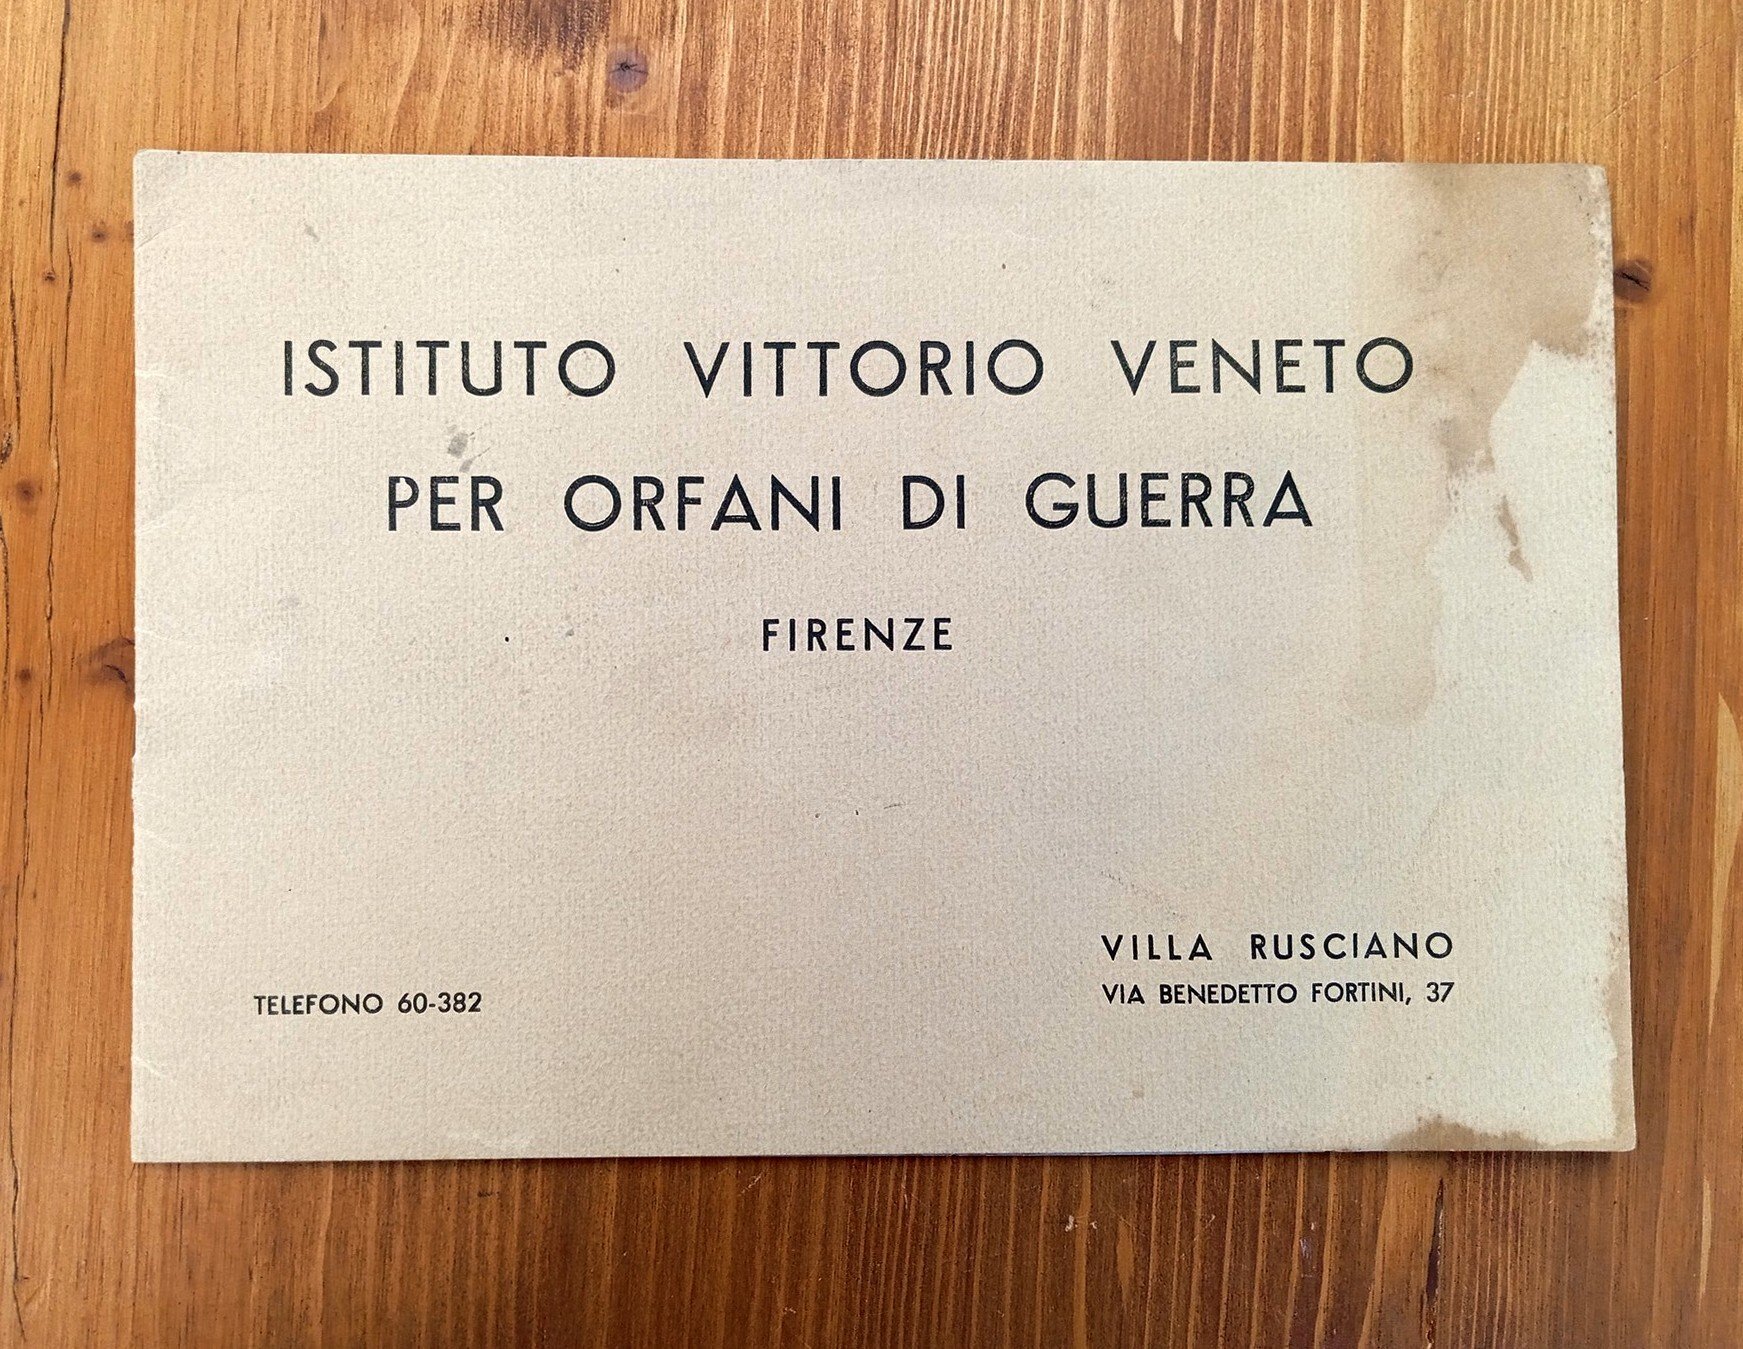 ISTITUTO VITTORIO VENETO
PER ORFANI DI GUERRA
FIRENZE
TELEFONO 60-382
VILLA RUSCIANO
VIA BENEDETTO FORTINI, 37